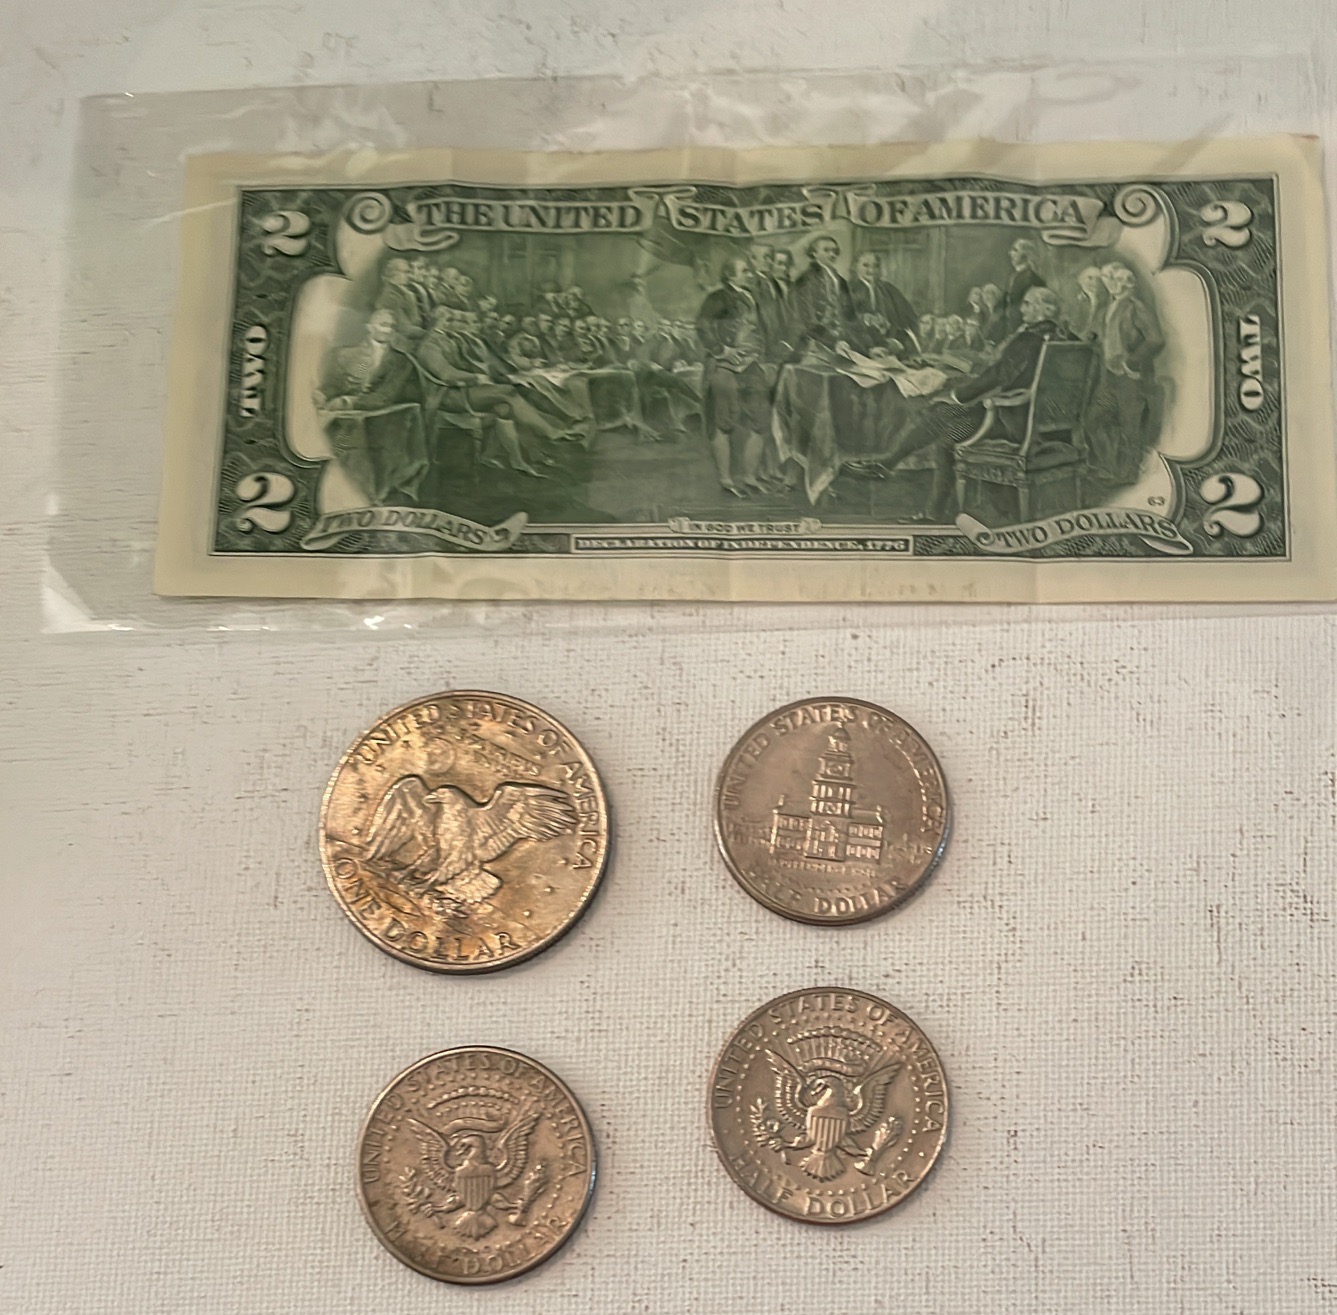 2 THE UNITED STATES OF AMERICA 2
TWO
TWO
2 TWO DOLLARS
IN GOD WE TRUST
DECLARATION OF INDEPENDENCE, 1776
63
TWO DOLLARS 2
UNITED STATES OF AMERICA
ONE DOLLAR
UNITED STATES OF AMERICA
HALF DOLLAR
UNITED STATES OF AMERICA
HALF DOLLAR
UNITED STATES OF AMERICA
HALF DOLLAR